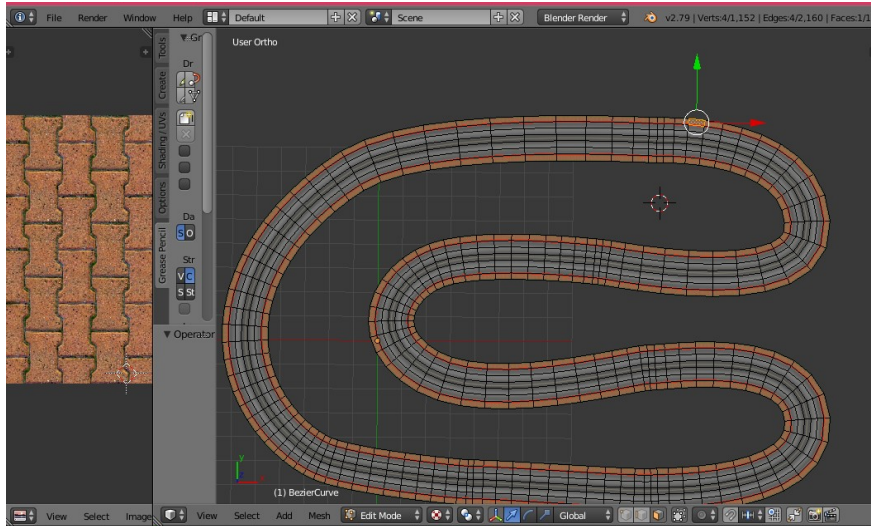 File Render Window Help Default Scene Blender Render v2.79 | Verts:4/1,152 | Edges:4/2,160 | Faces:1/1
Tools
Create
Shading / UVs
Options
Grease Pencil
Gr
Dr
Da
S O
Str
V C
S St
Operator
User Ortho
y
(1) BezierCurve
View Select Image View Select Add Mesh Edit Mode Global